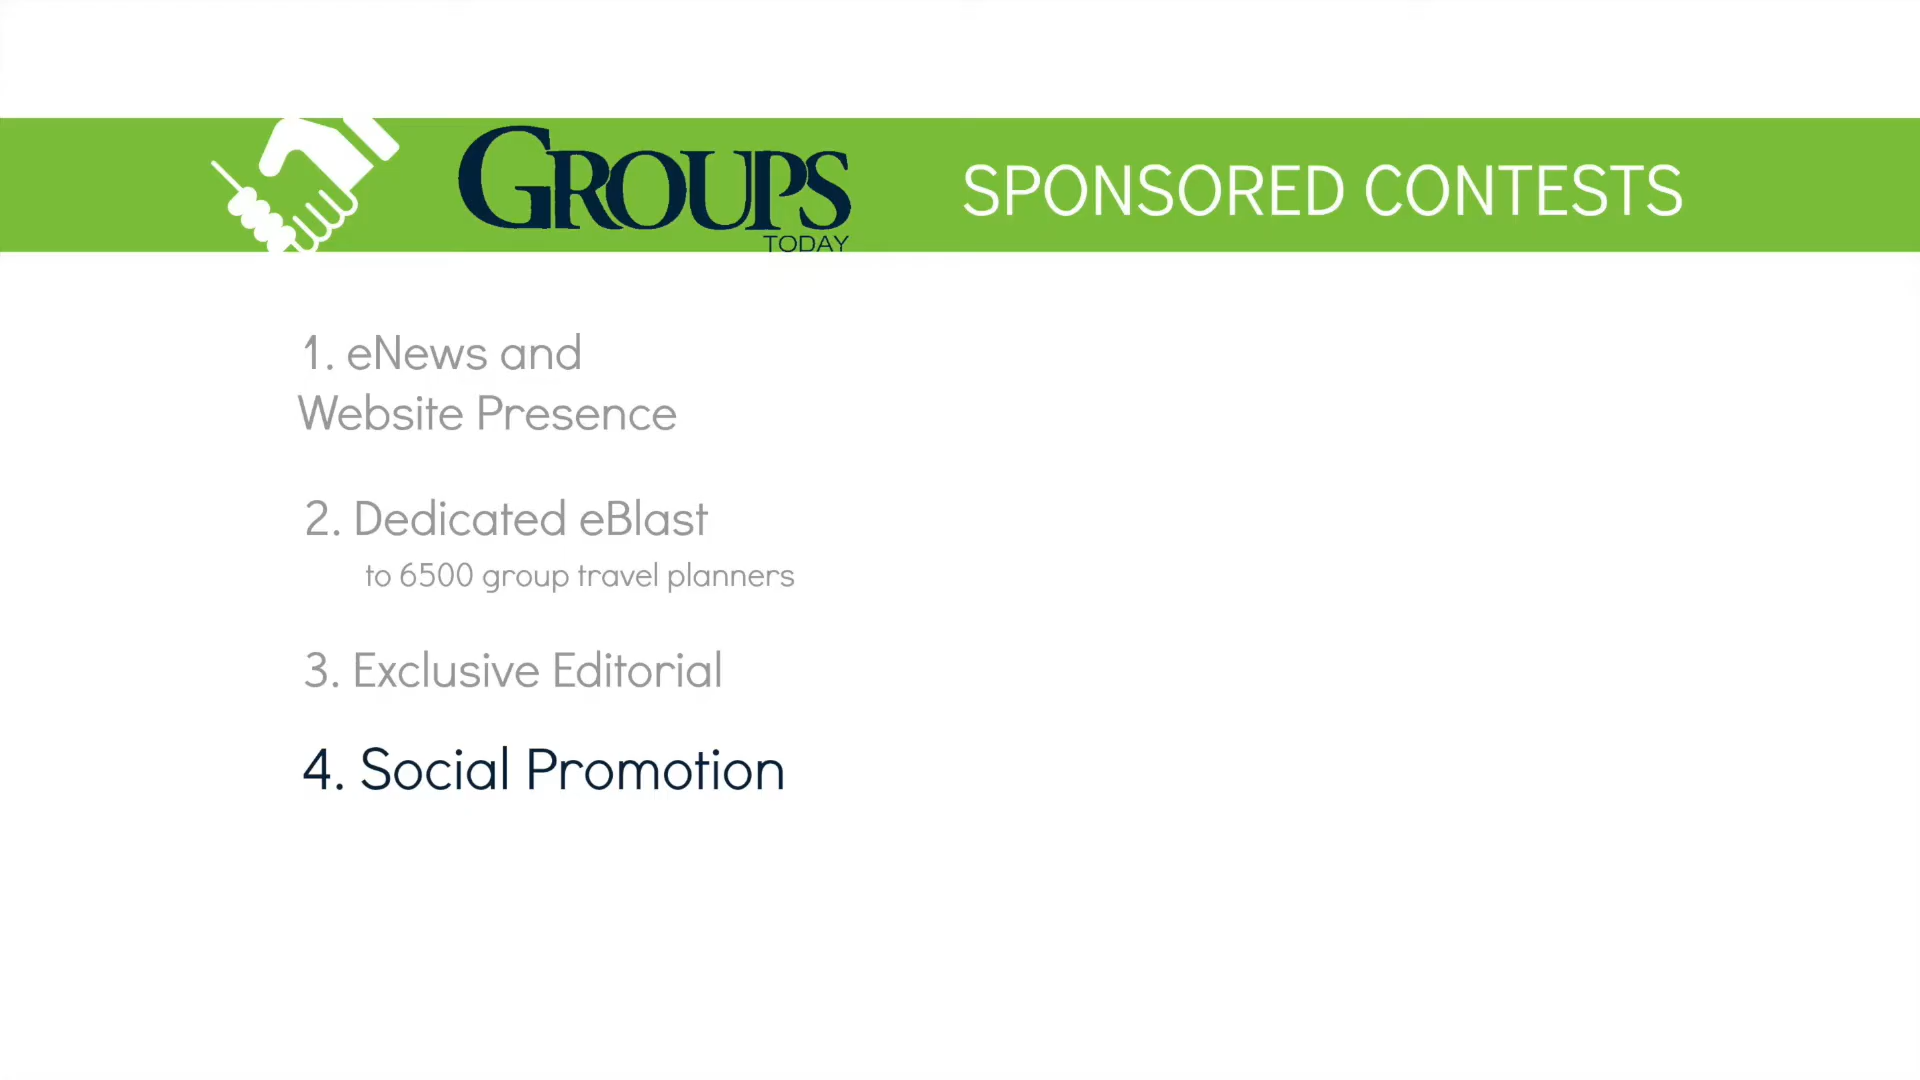 GROUPS
TODAY
SPONSORED CONTESTS
1. eNews and
Website Presence
2. Dedicated eBlast
to 6500 group travel planners
3. Exclusive Editorial
4. Social Promotion